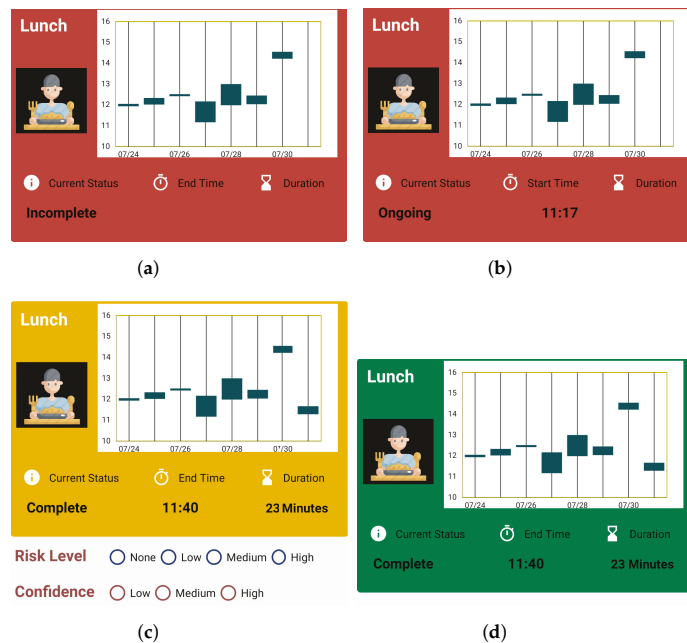 Lunch
16
15
14
13
12
11
10
07/24 07/26 07/28 07/30
Current Status End Time Duration
Incomplete
(a)
Lunch
16
15
14
13
12
11
10
07/24 07/26 07/28 07/30
Current Status Start Time Duration
Ongoing 11:17
(b)
Lunch
16
15
14
13
12
11
10
07/24 07/26 07/28 07/30
Current Status End Time Duration
Complete 11:40 23 Minutes
Risk Level None Low Medium High
Confidence Low Medium High
(c)
Lunch
16
15
14
13
12
11
10
07/24 07/26 07/28 07/30
Current Status End Time Duration
Complete 11:40 23 Minutes
(d)